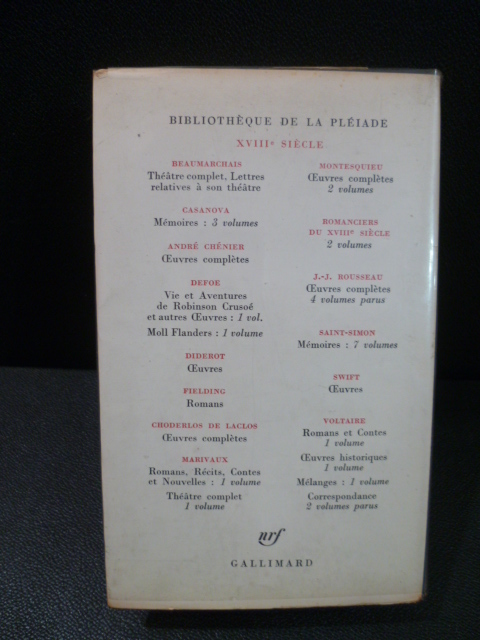 BIBLIOTHÈQUE DE LA PLÉIADE
XVIIIe SIÈCLE
BEAUMARCHAIS
Théâtre complet, Lettres
relatives à son théâtre
CASANOVA
Mémoires : 3 volumes
ANDRÉ CHÉNIER
Œuvres complètes
DEFOE
Vie et Aventures
de Robinson Crusoé
et autres Œuvres : 1 vol.
Moll Flanders : 1 volume
DIDEROT
Œuvres
FIELDING
Romans
CHODERLOS DE LACLOS
Œuvres complètes
MARIVAUX
Romans, Récits, Contes
et Nouvelles : 1 volume
Théâtre complet
1 volume
MONTESQUIEU
Œuvres complètes
2 volumes
ROMANCIERS
DU XVIIIe SIÈCLE
2 volumes
J.-J. ROUSSEAU
Œuvres complètes
4 volumes parus
SAINT-SIMON
Mémoires : 7 volumes
SWIFT
Œuvres
VOLTAIRE
Romans et Contes
1 volume
Œuvres historiques
1 volume
Mélanges : 1 volume
Correspondance
2 volumes parus
nrf
GALLIMARD